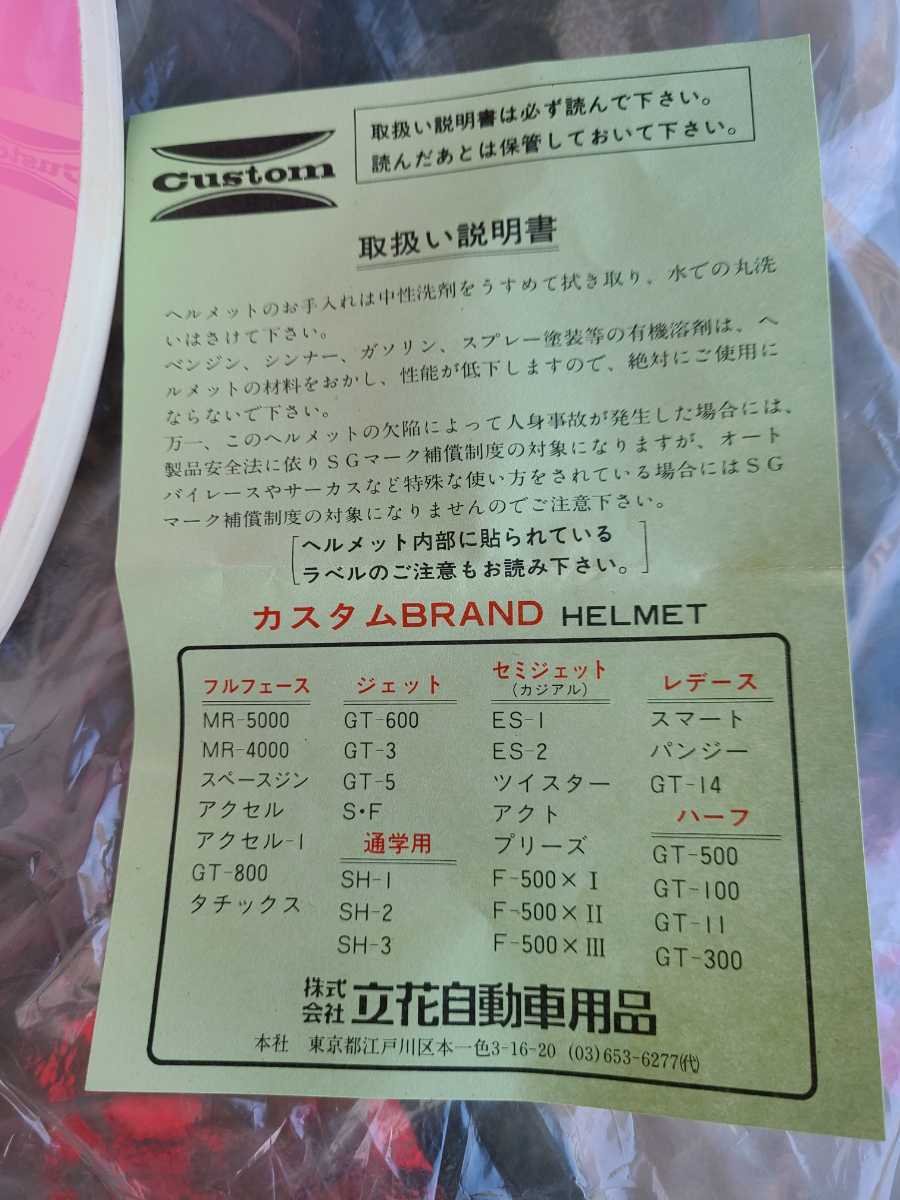 Custom
取扱い説明書は必ず読んで下さい。
読んだあとは保管しておいて下さい。
取扱い説明書
ヘルメットのお手入れは中性洗剤をうすめて拭き取り、水での丸洗
いはさけて下さい。
ベンジン、シンナー、ガソリン、スプレー塗装等の有機溶剤は、ヘ
ルメットの材料をおかし、性能が低下しますので、絶対にご使用に
ならないで下さい。
万一、このヘルメットの欠陥によって人身事故が発生した場合には、
製品安全法に依りSGマーク補償制度の対象になりますが、オート
バイレースやサーカスなど特殊な使い方をされている場合にはSG
マーク補償制度の対象になりませんのでご注意下さい。
ヘルメット内部に貼られている
ラベルのご注意もお読み下さい。
カスタムBRAND HELMET
フルフェース
MR-5000
MR-4000
スペースジン
アクセル
アクセル-1
GT-800
タチックス
ジェット
GT-600
GT-3
GT-5
S・F
通学用
SH-1
SH-2
SH-3
セミジェット
(カジアル)
ES-1
ES-2
ツイスター
アクト
プリーズ
F-500×I
F-500×II
F-500×III
レデース
スマート
パンジー
GT-14
ハーフ
GT-500
GT-100
GT-11
GT-300
株式会社 立花自動車用品
本社 東京都江戸川区本一色3-16-20 (03)653-6277(代)